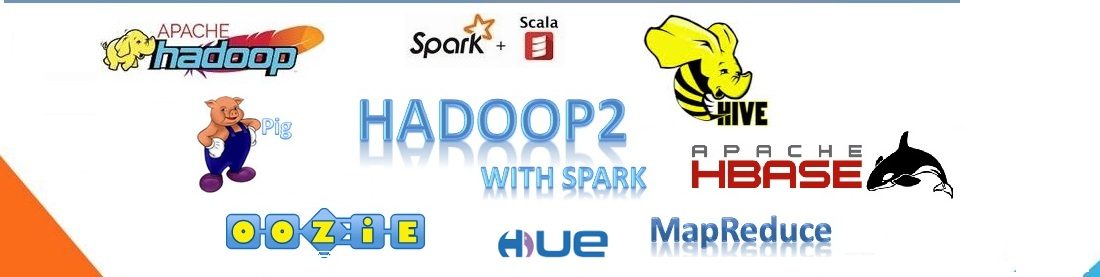 APACHE
hadoop
Spark + Scala
HIVE
Pig
HADOOP2
WITH SPARK
APACHE
HBASE
OOZiE
HUE
MapReduce